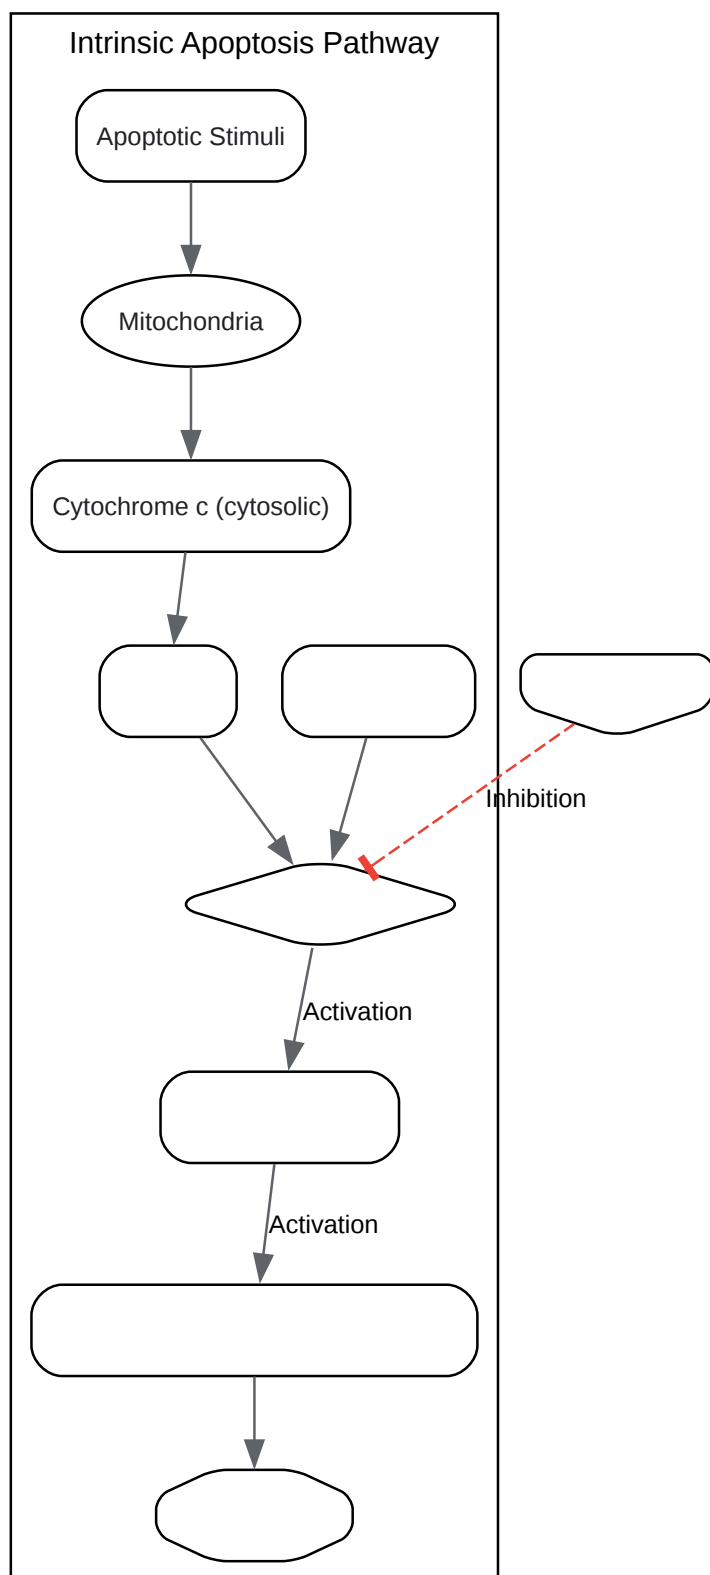 Intrinsic Apoptosis Pathway
Apoptotic Stimuli
Mitochondria
Cytochrome c (cytosolic)
Inhibition
Activation
Activation